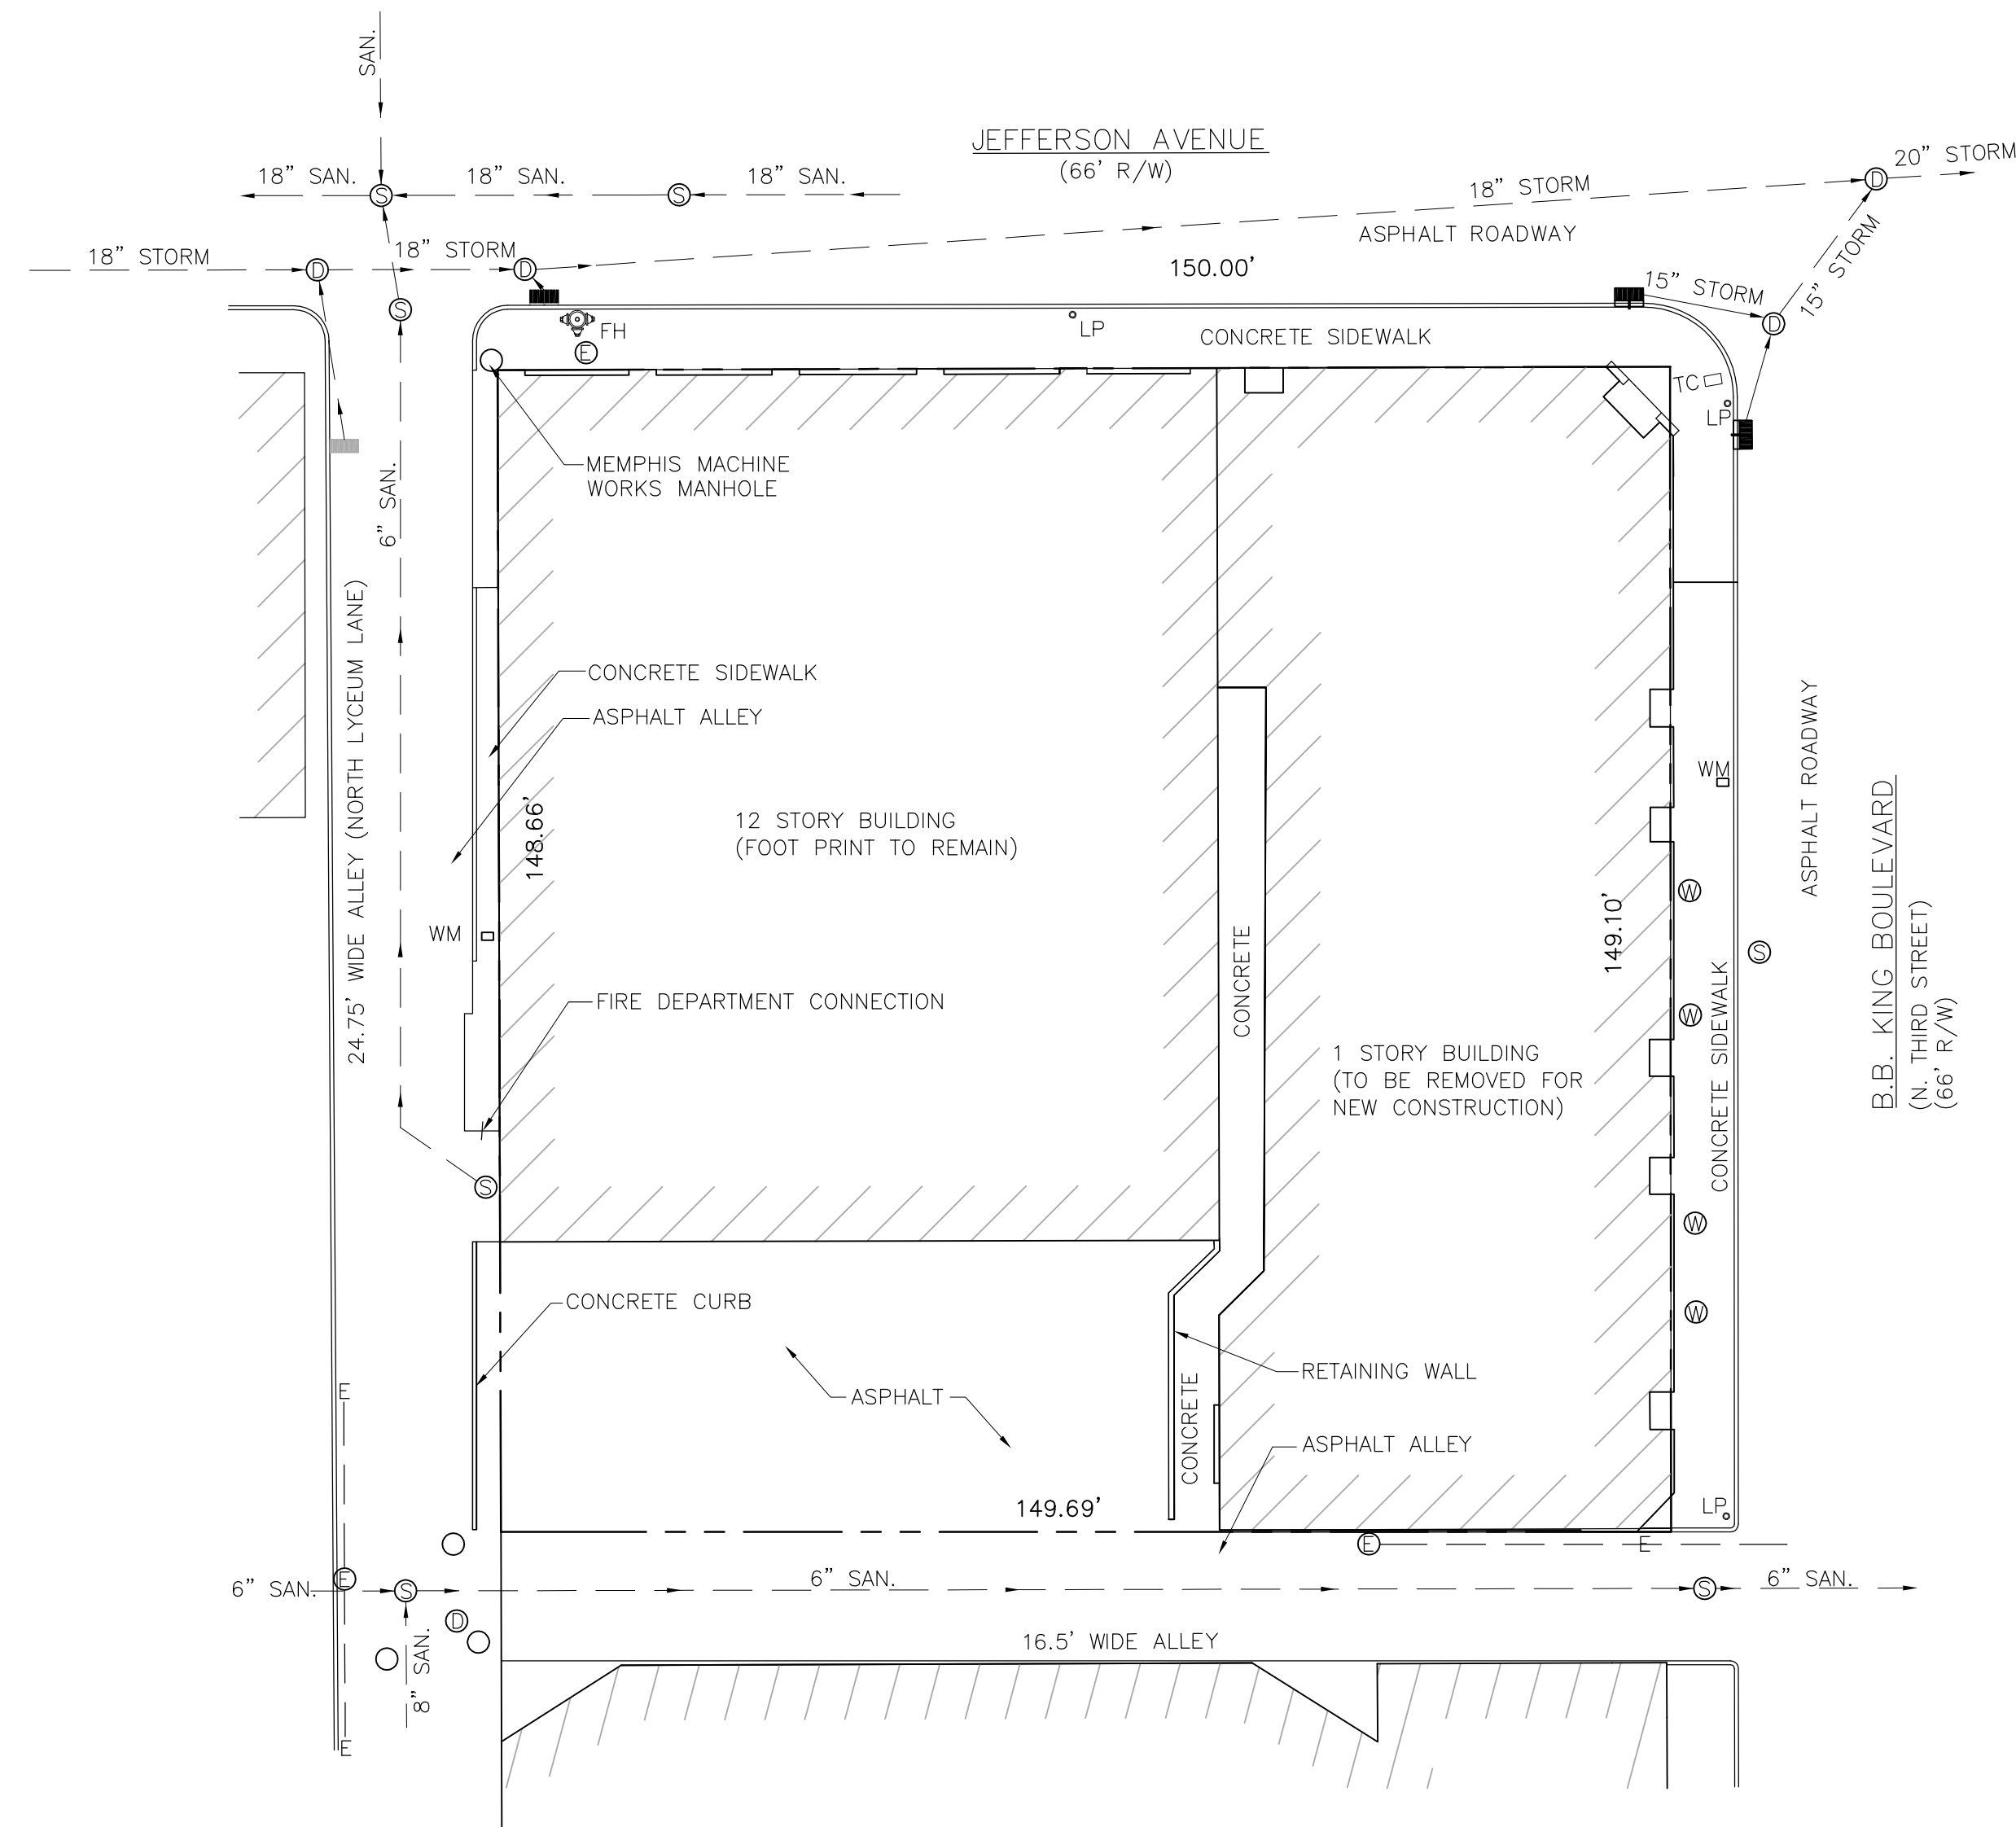 SAN.
JEFFERSON AVENUE
(66' R/W)
20" STORM
18" SAN.
18" SAN.
18" SAN.
18" STORM
S
S
D
ASPHALT ROADWAY
18" STORM
18" STORM
150.00'
15" STORM
15" STORM
D
D
S
D
FH
LP
CONCRETE SIDEWALK
E
TC
LP
MEMPHIS MACHINE
WORKS MANHOLE
6" SAN.
24.75' WIDE ALLEY (NORTH LYCEUM LANE)
CONCRETE SIDEWALK
ASPHALT ALLEY
148.66'
12 STORY BUILDING
(FOOT PRINT TO REMAIN)
WM
FIRE DEPARTMENT CONNECTION
S
CONCRETE
1 STORY BUILDING
(TO BE REMOVED FOR
NEW CONSTRUCTION)
149.10'
WM
W
W
W
W
S
CONCRETE SIDEWALK
ASPHALT ROADWAY
B.B. KING BOULEVARD
(N. THIRD STREET)
(66' R/W)
CONCRETE CURB
ASPHALT
RETAINING WALL
CONCRETE
ASPHALT ALLEY
149.69'
LP
E
E
E
6" SAN.
E
S
6" SAN.
S
6" SAN.
D
8" SAN.
16.5' WIDE ALLEY
E